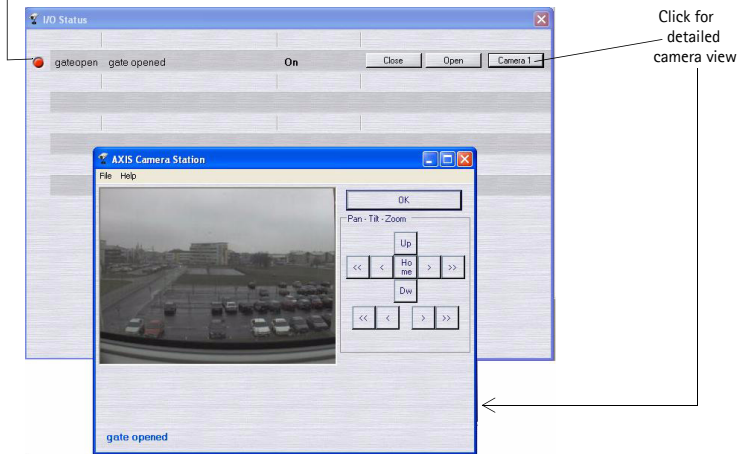 I/O Status
Click for
detailed
camera view
gateopen gate opened On Close Open Camera 1
AXIS Camera Station
File Help
OK
Pan - Tilt - Zoom
Up
<< < Ho
me > >>
Dw
<< < > >>
gate opened